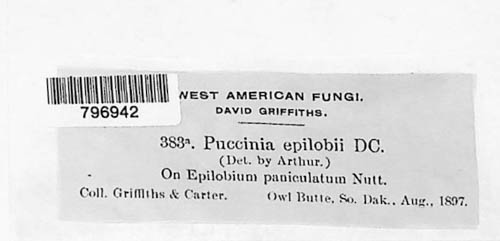 WEST AMERICAN FUNGI.
DAVID GRIFFITHS.
796942
383a. Puccinia epilobii DC.
(Det. by Arthur.)
On Epilobium paniculatum Nutt.
Coll. Griffiths & Carter. Owl Butte, So. Dak., Aug., 1897.